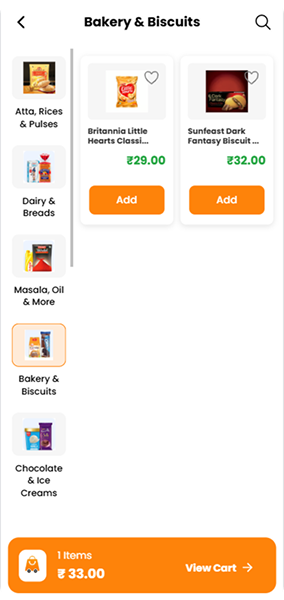 Bakery & Biscuits
Atta, Rices
& Pulses
Dairy &
Breads
Masala, Oil
& More
Bakery &
Biscuits
Chocolate
& Ice
Creams
Britannia Little
Hearts Classi...
₹29.00
Add
Sunfeast Dark
Fantasy Biscuit ...
₹32.00
Add
1 Items
₹ 33.00
View Cart →